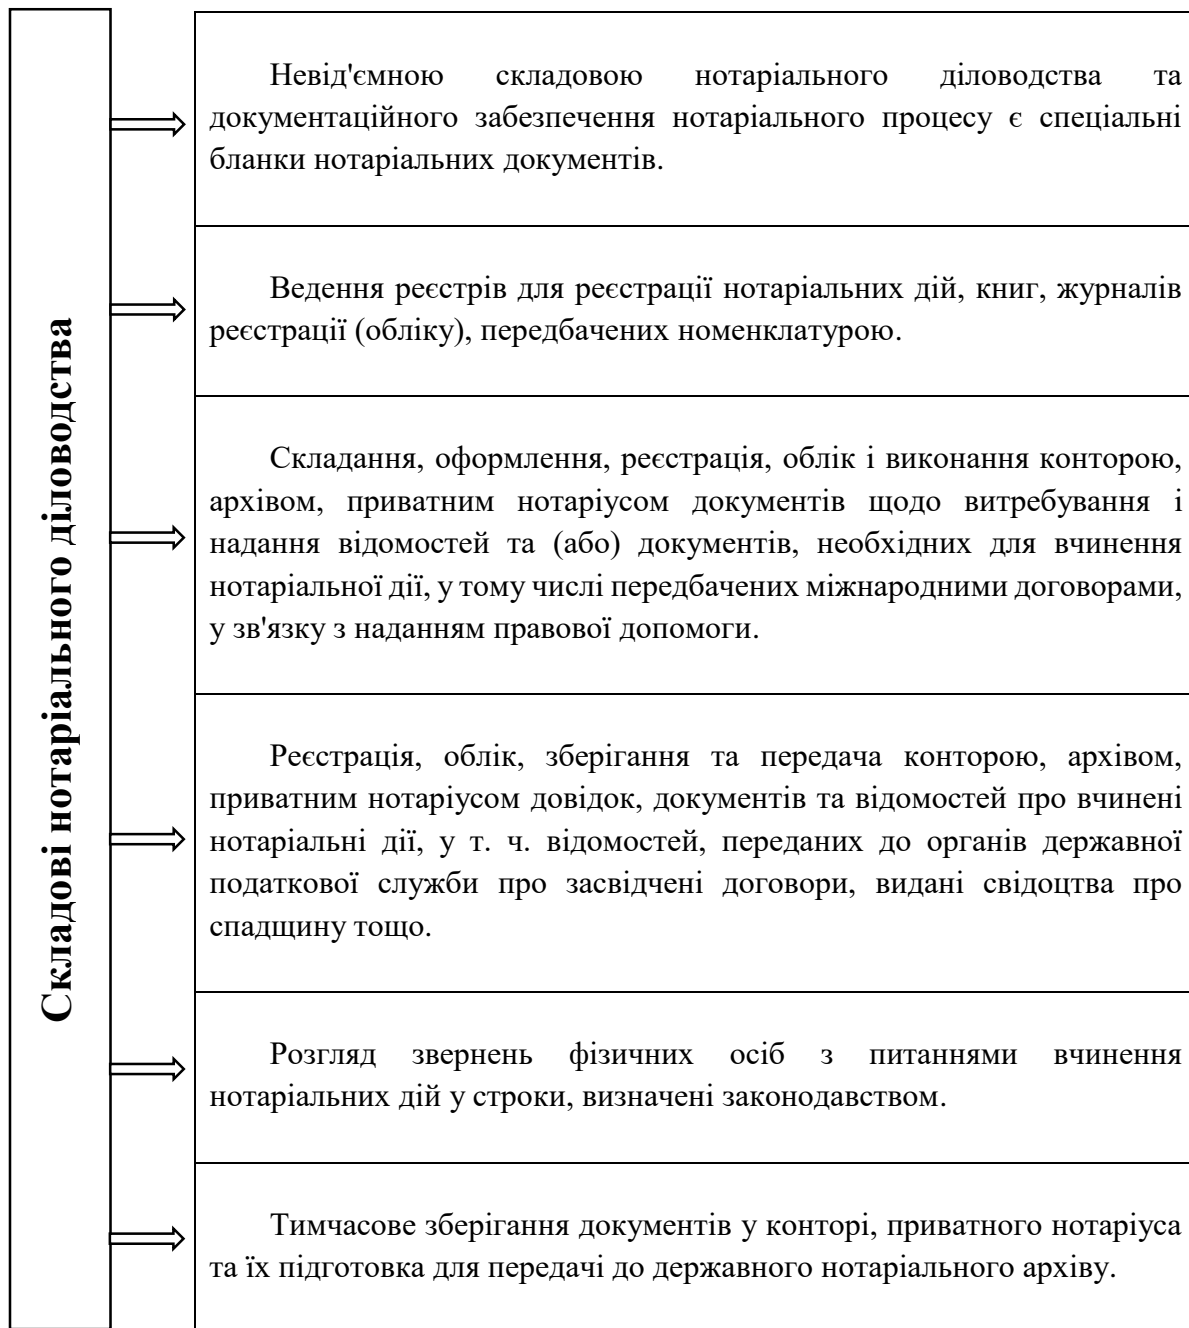 Складові нотаріального діловодства
Невід'ємною складовою нотаріального діловодства та
документаційного забезпечення нотаріального процесу є спеціальні
бланки нотаріальних документів.
Ведення реєстрів для реєстрації нотаріальних дій, книг, журналів
реєстрації (обліку), передбачених номенклатурою.
Складання, оформлення, реєстрація, облік і виконання конторою,
архівом, приватним нотаріусом документів щодо витребування і
надання відомостей та (або) документів, необхідних для вчинення
нотаріальної дії, у тому числі передбачених міжнародними договорами,
у зв'язку з наданням правової допомоги.
Реєстрація, облік, зберігання та передача конторою, архівом,
приватним нотаріусом довідок, документів та відомостей про вчинені
нотаріальні дії, у т. ч. відомостей, переданих до органів державної
податкової служби про засвідчені договори, видані свідоцтва про
спадщину тощо.
Розгляд звернень фізичних осіб з питаннями вчинення
нотаріальних дій у строки, визначені законодавством.
Тимчасове зберігання документів у конторі, приватного нотаріуса
та їх підготовка для передачі до державного нотаріального архіву.